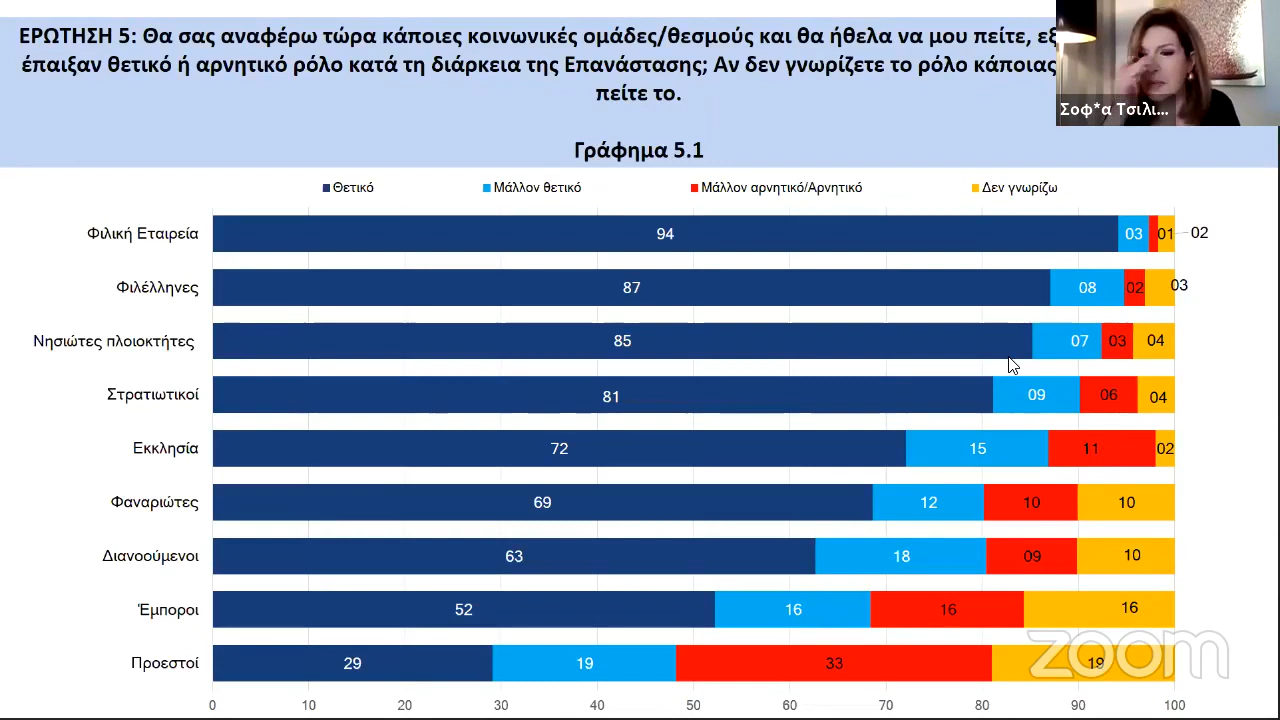 ΕΡΩΤΗΣΗ 5: Θα σας αναφέρω τώρα κάποιες κοινωνικές ομάδες/θεσμούς και θα ήθελα να μου πείτε,
έπαιξαν θετικό ή αρνητικό ρόλο κατά τη διάρκεια της Επανάστασης; Αν δεν γνωρίζετε το ρόλο κάποιας
πείτε το.
Σοφ*α Τσιλι...
Γράφημα 5.1
Θετικό Μάλλον θετικό Μάλλον αρνητικό/Αρνητικό Δεν γνωρίζω
Φιλική Εταιρεία 94 03 01 02
Φιλέλληνες 87 08 02 03
Νησιώτες πλοιοκτήτες 85 07 03 04
Στρατιωτικοί 81 09 06 04
Εκκλησία 72 15 11 02
Φαναριώτες 69 12 10 10
Διανοούμενοι 63 18 09 10
Έμποροι 52 16 16 16
Προεστοί 29 19 33 19
0 10 20 30 40 50 60 70 80 90 100
zoom